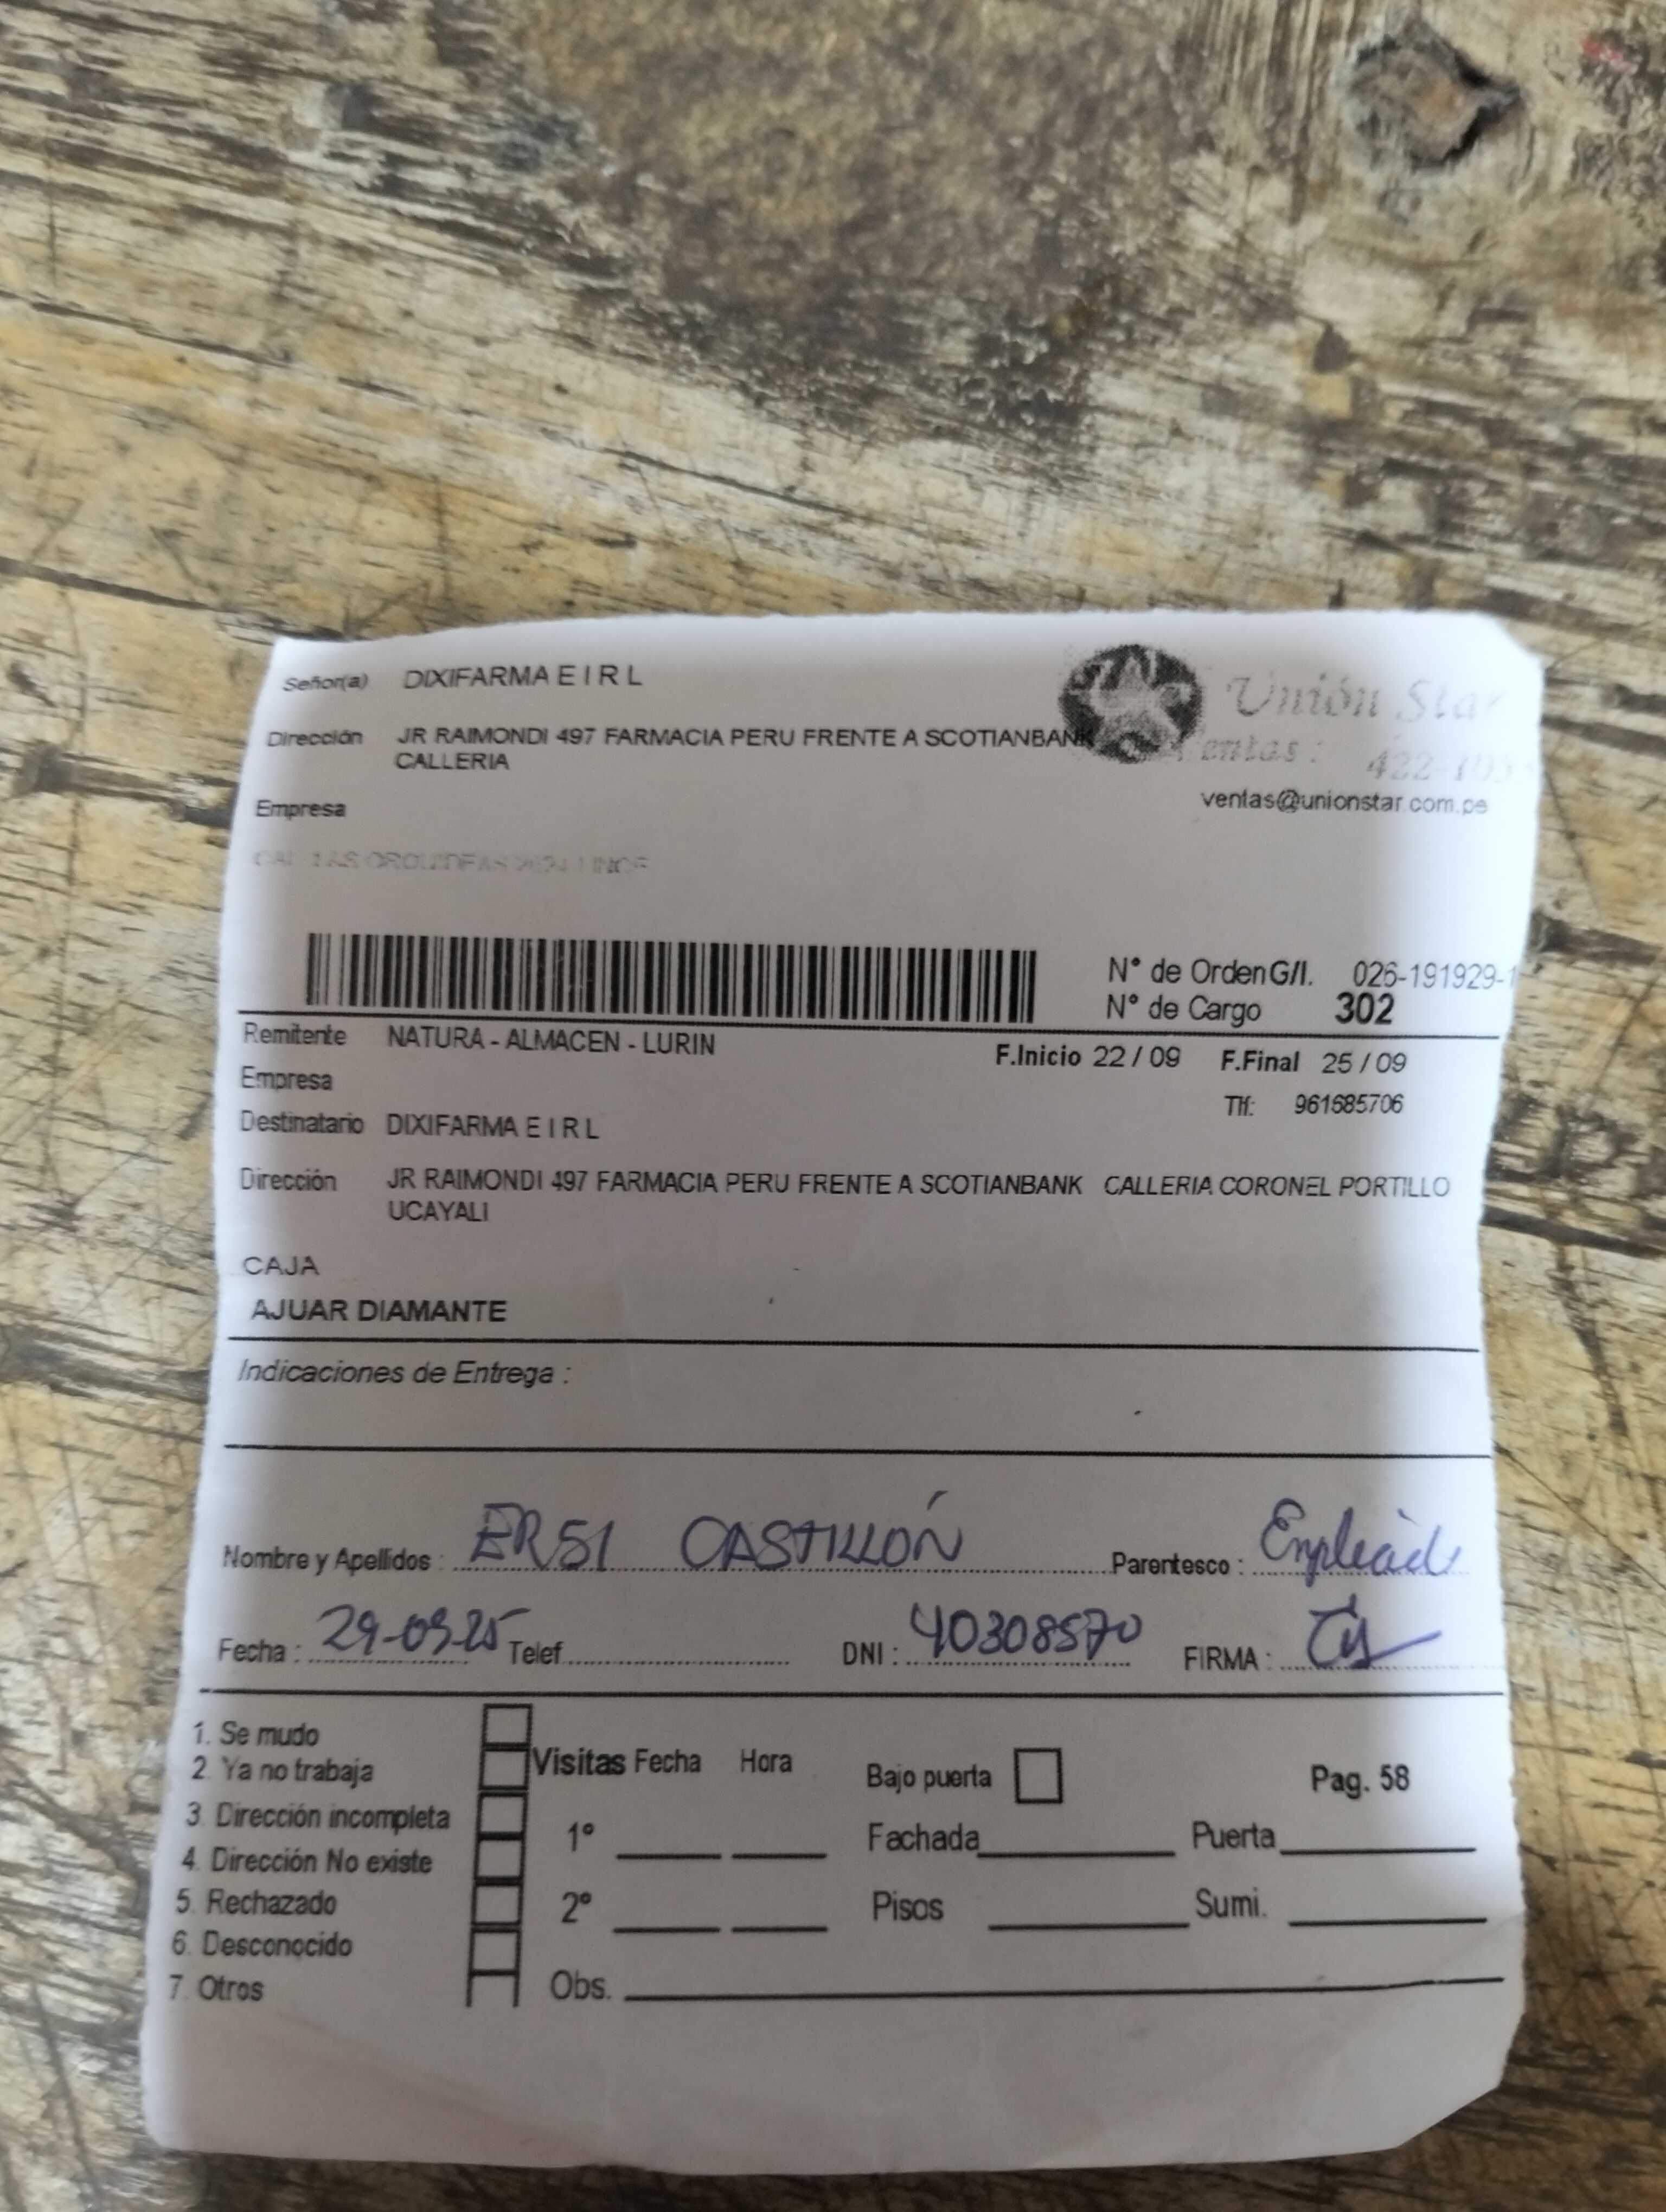 Señor(a) DIXIFARMA E I R L
Unión Star
Dirección JR RAIMONDI 497 FARMACIA PERU FRENTE A SCOTIANBANK
CALLERIA
ventas@unionstar.com.pe
Empresa
N° de Orden G/I. 026-191929-1
N° de Cargo 302
Remitente NATURA - ALMACEN - LURIN
F.Inicio 22 / 09 F.Final 25 / 09
Empresa
Tlf: 961685706
Destinatario DIXIFARMA E I R L
Dirección JR RAIMONDI 497 FARMACIA PERU FRENTE A SCOTIANBANK CALLERIA CORONEL PORTILLO
UCAYALI
CAJA
AJUAR DIAMANTE
Indicaciones de Entrega :
Nombre y Apellidos : ERSI CASTILLÓN Parentesco : Emplead
Fecha : 29-09-25 Telef DNI : 40308570 FIRMA :
1. Se mudo
2. Ya no trabaja
3. Dirección incompleta
4. Dirección No existe
5. Rechazado
6. Desconocido
7. Otros
Visitas Fecha Hora
1°
2°
Obs.
Bajo puerta Pag. 58
Fachada Puerta
Pisos Sumi.